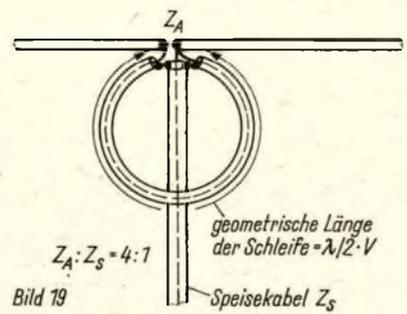 Z_A
geometrische Länge
der Schleife = λ/2 · V
Z_A : Z_S = 4:1
Bild 19
Speisekabel Z_S